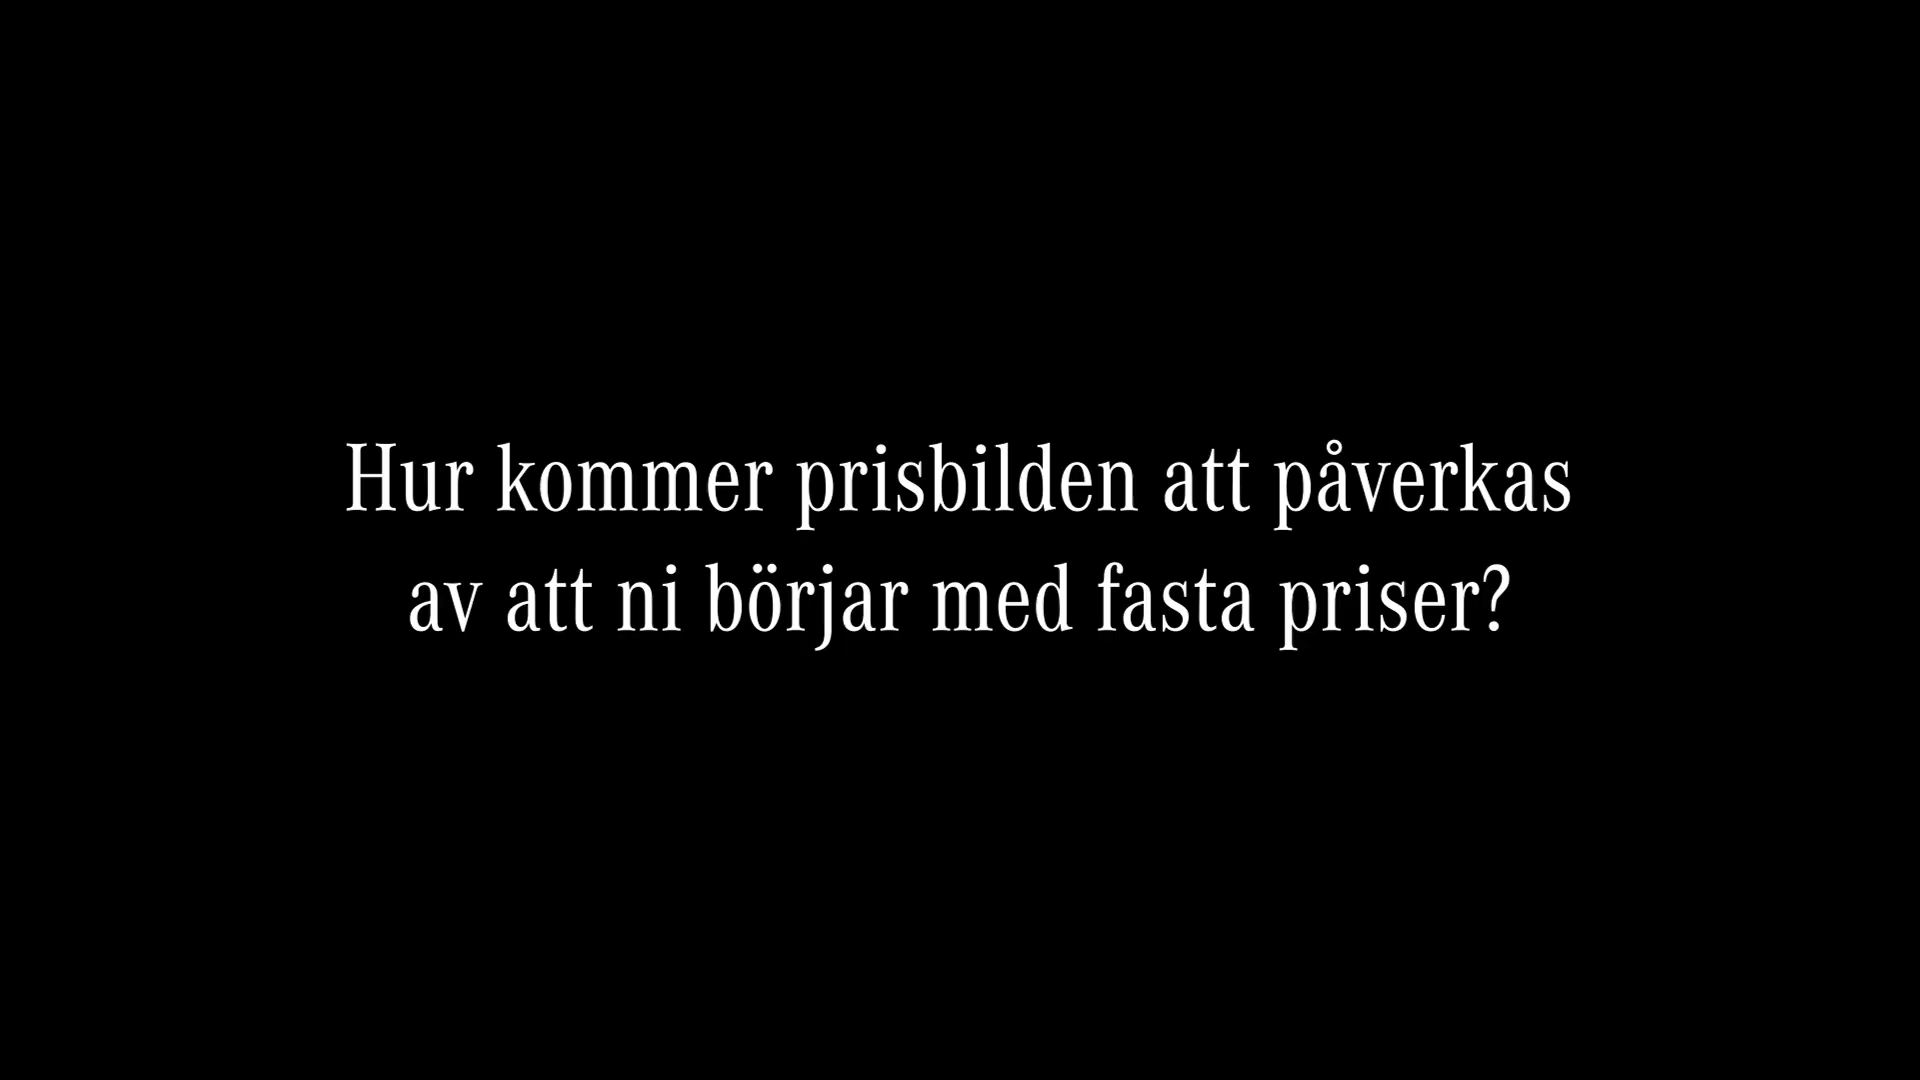 Hur kommer prisbilden att påverkas
av att ni börjar med fasta priser?